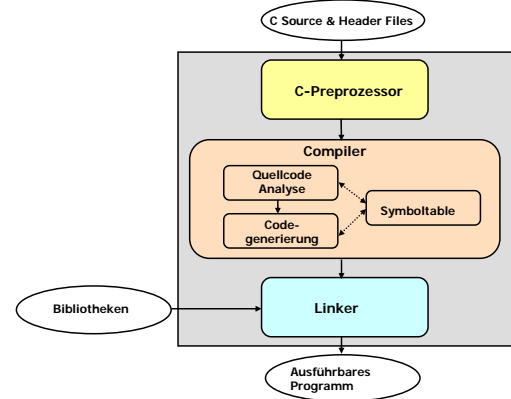 C Source & Header Files
C-Preprozessor
Compiler
Quellcode
Analyse
Symboltable
Code-
generierung
Bibliotheken
Linker
Ausführbares
Programm